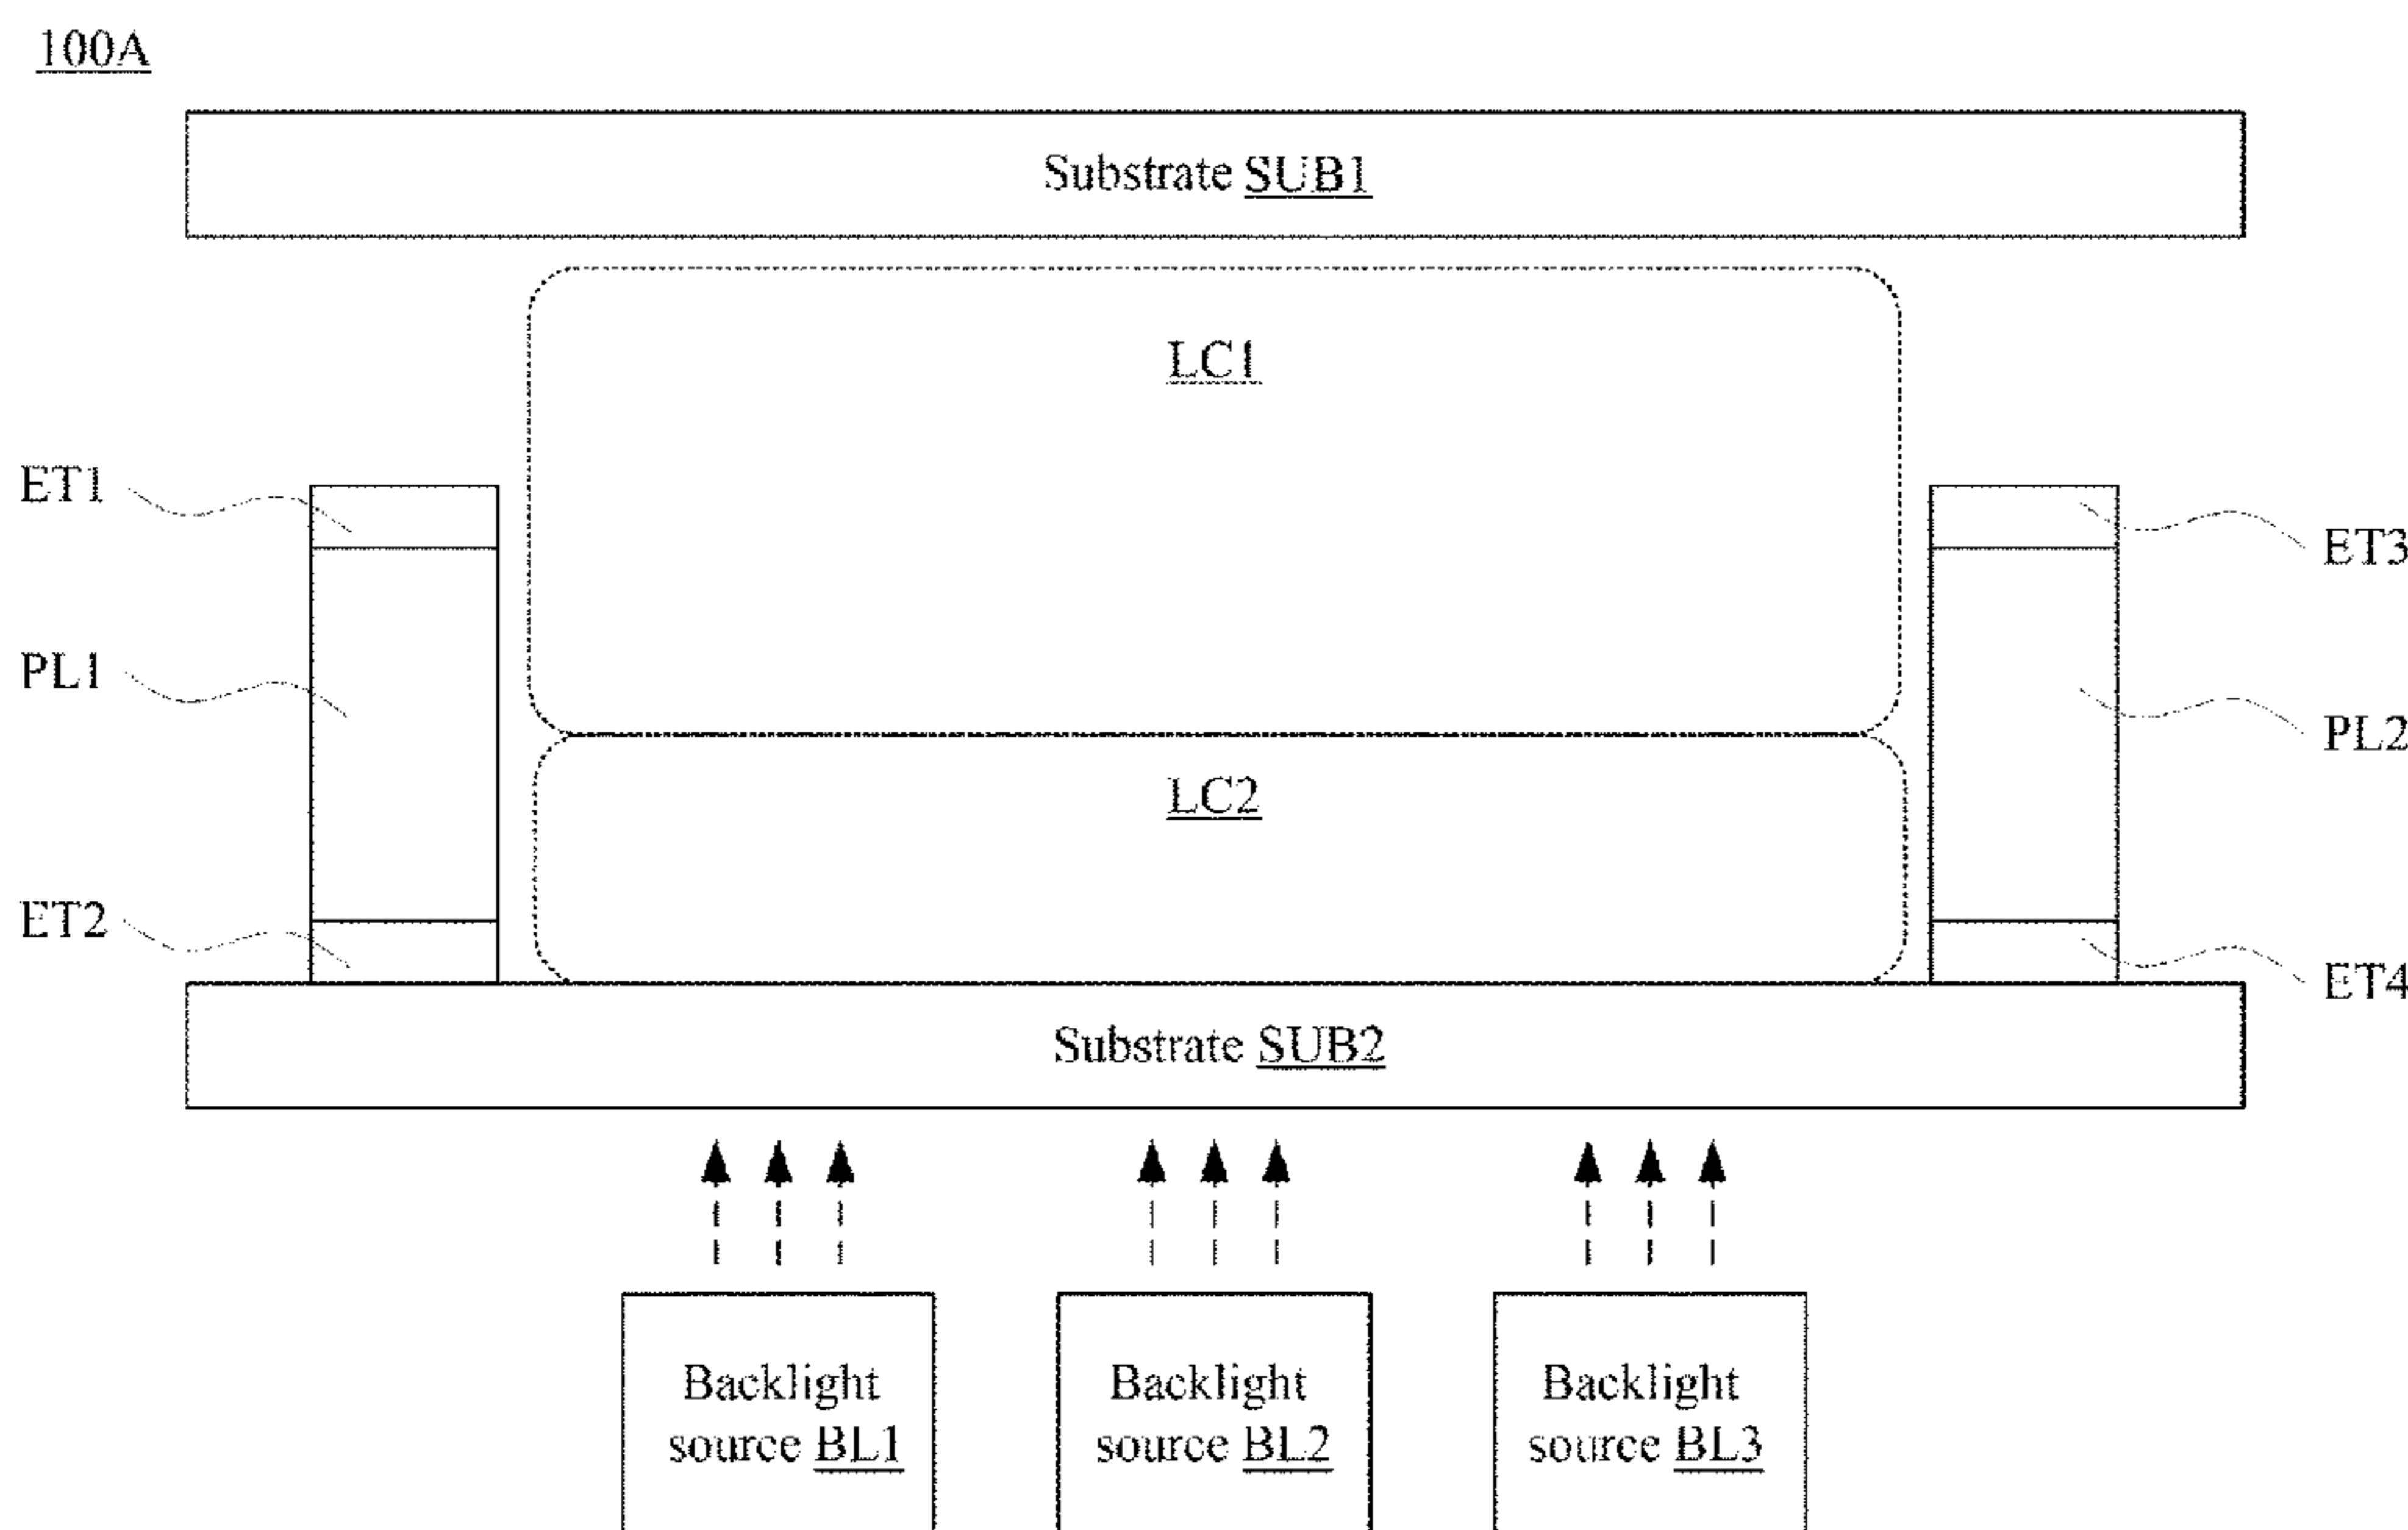 100A
Substrate SUB1
LC1
ET1
ET3
PL1
PL2
LC2
ET2
ET4
Substrate SUB2
Backlight
source BL1
Backlight
source BL2
Backlight
source BL3